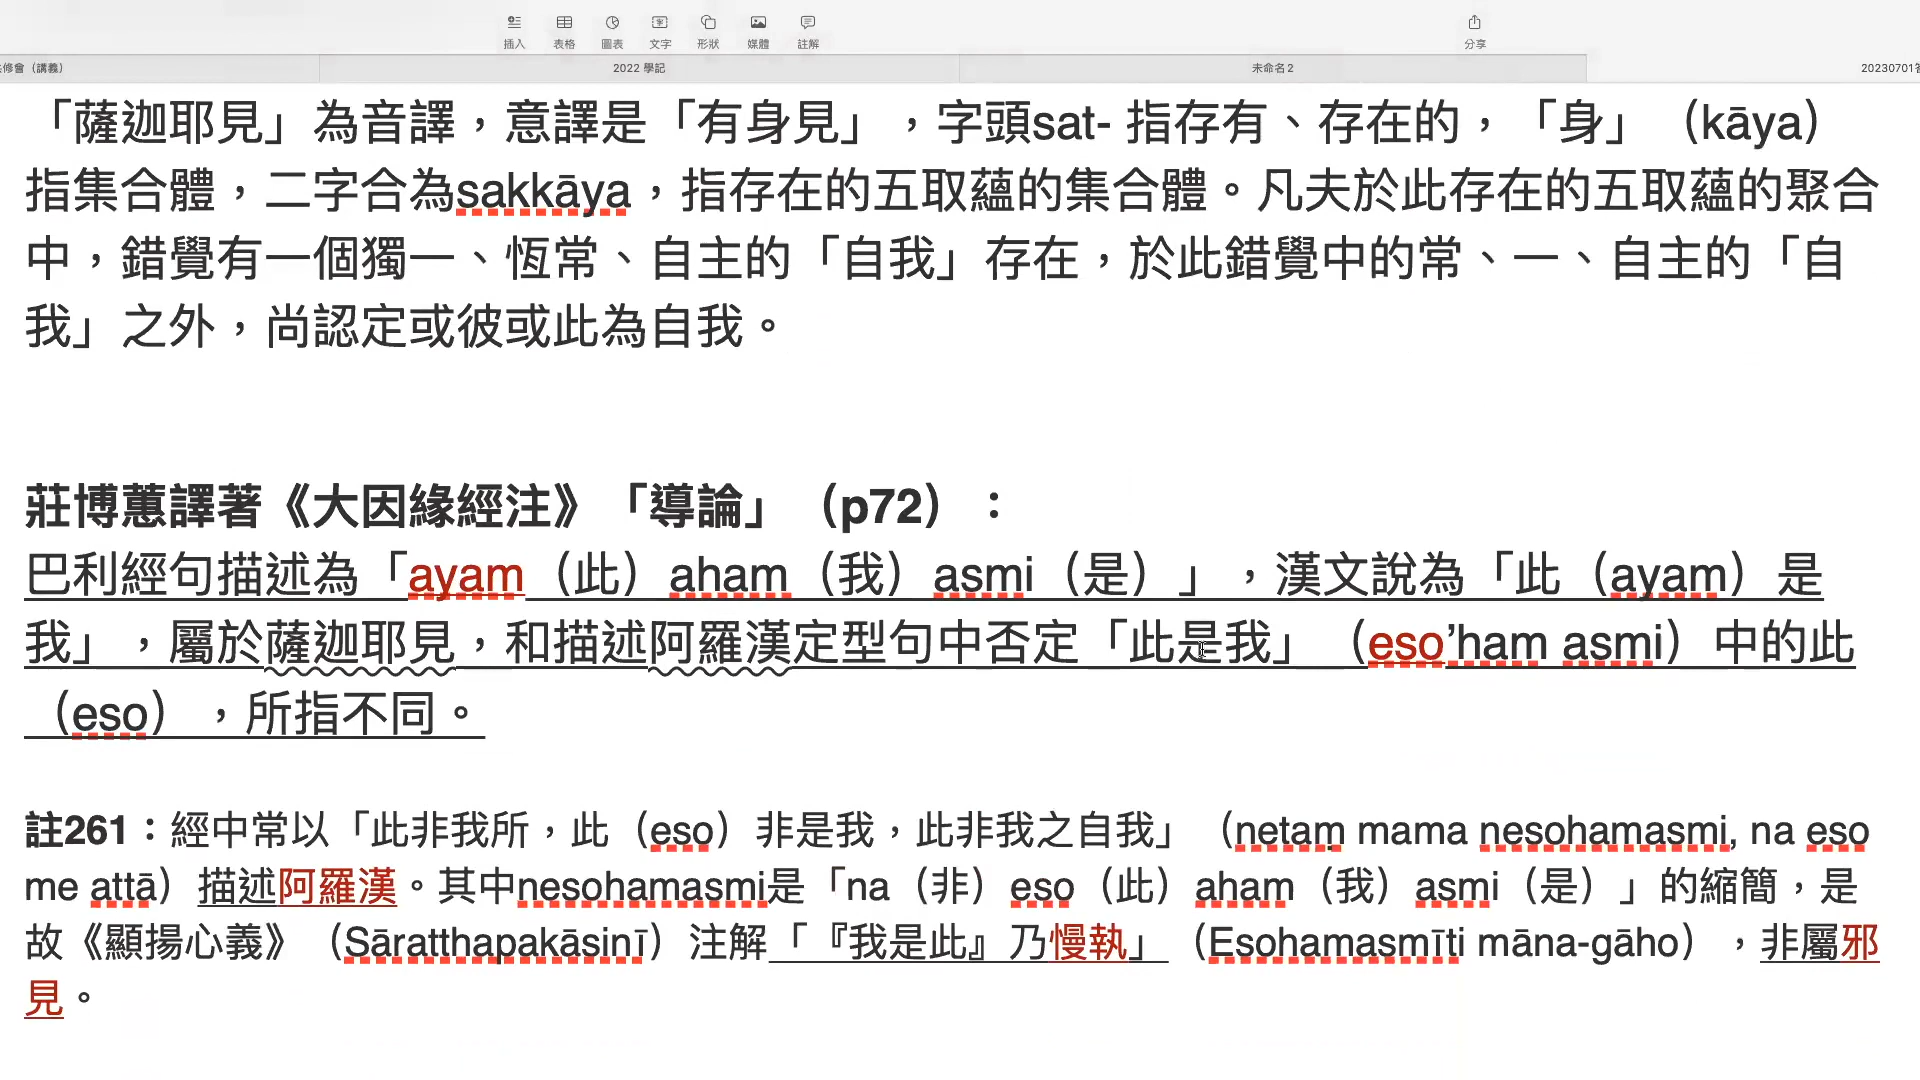 插入 表格 圖表 文字 形狀 媒體 註解 分享
修會（講義） 2022 學記 未命名 2 20230701答
「薩迦耶見」為音譯，意譯是「有身見」，字頭sat- 指存有、存在的，「身」（kāya）
指集合體，二字合為sakkāya，指存在的五取蘊的集合體。凡夫於此存在的五取蘊的聚合
中，錯覺有一個獨一、恆常、自主的「自我」存在，於此錯覺中的常、一、自主的「自
我」之外，尚認定或彼或此為自我。
莊博蕙譯著《大因緣經注》「導論」（p72）：
巴利經句描述為「ayam（此）aham（我）asmi（是）」，漢文說為「此（ayam）是
我」，屬於薩迦耶見，和描述阿羅漢定型句中否定「此是我」（eso’ham asmi）中的此
（eso），所指不同。
註261：經中常以「此非我所，此（eso）非是我，此非我之自我」（netaṃ mama nesohamasmi, na eso
me attā）描述阿羅漢。其中nesohamasmi是「na（非）eso（此）aham（我）asmi（是）」的縮簡，是
故《顯揚心義》（Sāratthapakāsinī）注解「『我是此』乃慢執」（Esohamasmīti māna-gāho），非屬邪
見。